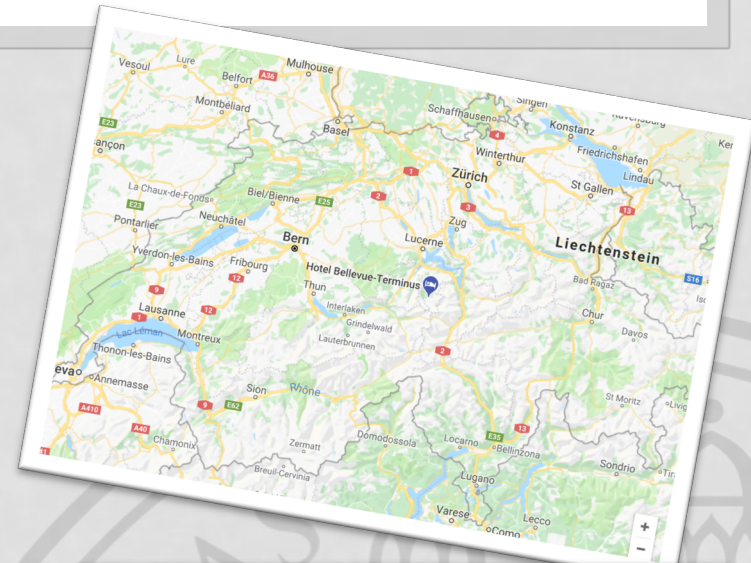 Vesoul
Lure
Belfort
A36
Mulhouse
Montbéliard
Basel
Schaffhausen
Singen
Konstanz
Friedrichshafen
Lindau
Winterthur
Zürich
St Gallen
E23
La Chaux-de-Fonds
E23
Pontarlier
Biel/Bienne
E25
Neuchâtel
Bern
Zug
Lucerne
Liechtenstein
Yverdon-les-Bains
Fribourg
Hotel Bellevue-Terminus
Thun
Interlaken
Grindelwald
Lauterbrunnen
Bad Ragaz
Chur
Davos
S16
1
2
3
4
13
9
12
12
1
2
Lausanne
Lac Léman
Montreux
Thonon-les-Bains
Annemasse
A410
A40
Chamonix
9
E62
Sion
Rhône
Zermatt
Breuil-Cervinia
Domodossola
Locarno
E35
13
Bellinzona
Lugano
St Moritz
Sondrio
Varese
Como
Lecco
+
−